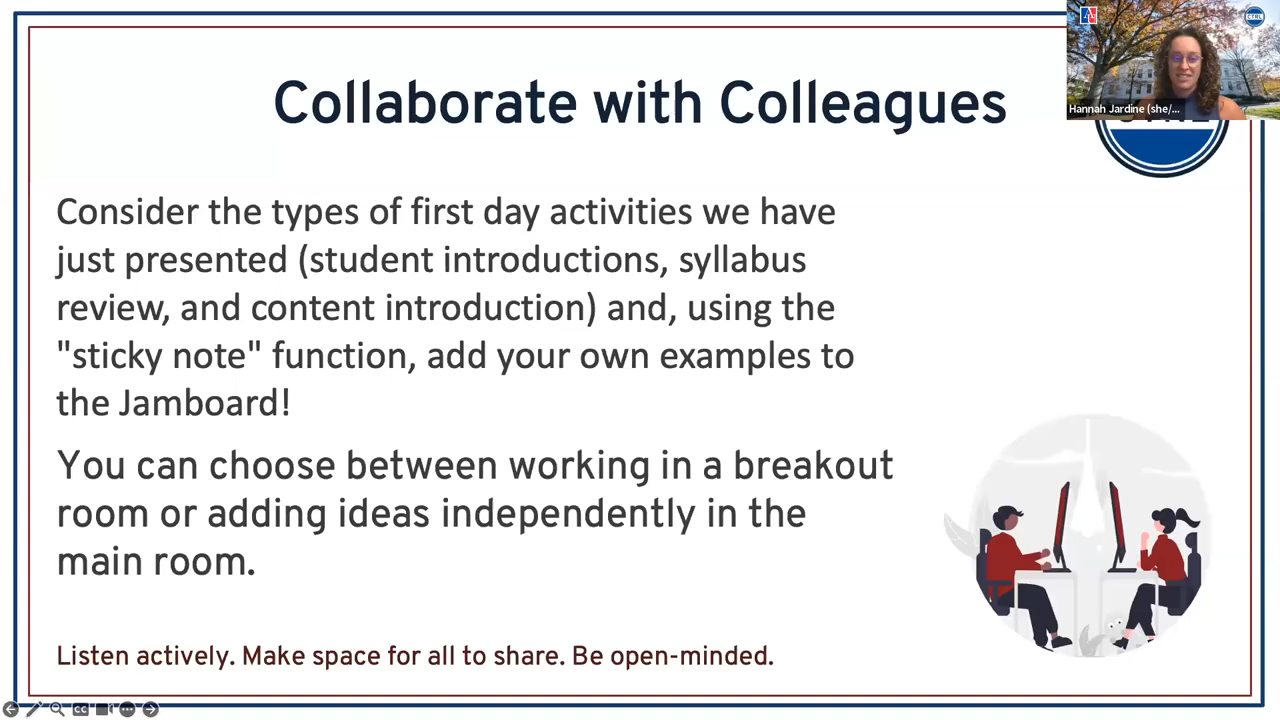 Collaborate with Colleagues
CTRL
Hannah Jardine (she/...
Consider the types of first day activities we have
just presented (student introductions, syllabus
review, and content introduction) and, using the
"sticky note" function, add your own examples to
the Jamboard!
You can choose between working in a breakout
room or adding ideas independently in the
main room.
Listen actively. Make space for all to share. Be open-minded.
CC